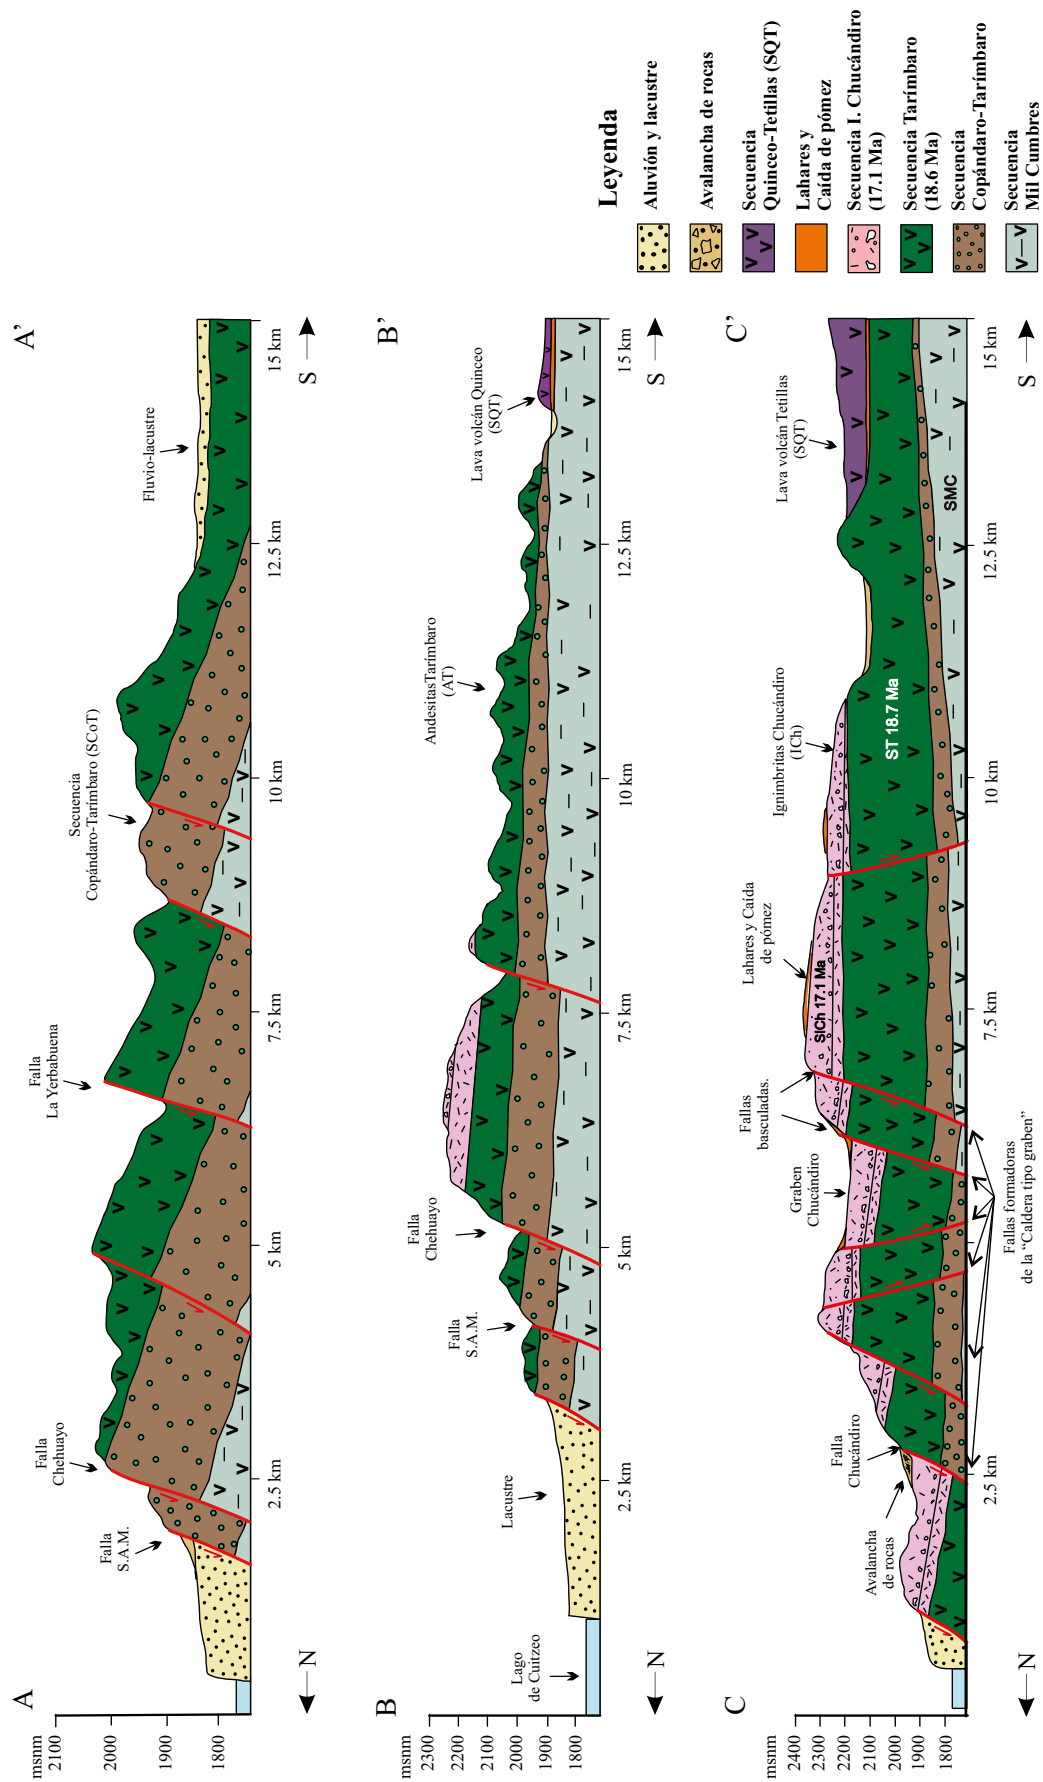 A
A’
msnm
2100
2000
1900
1800
Falla
S.A.M.
Falla
Chehuayo
Falla
La Yerbabuena
Secuencia
Copándaro-Tarímbaro (SCoT)
Fluvio-lacustre
2.5 km
5 km
7.5 km
10 km
12.5 km
15 km
N
S
B
B’
msnm
2300
2200
2100
2000
1900
1800
Lago
de Cuitzeo
Lacustre
Falla
S.A.M.
Falla
Chehuayo
AndesitasTarímbaro
(AT)
Lava volcán Quinceo
(SQT)
2.5 km
5 km
7.5 km
10 km
12.5 km
15 km
N
S
C
C’
msnm
2400
2300
2200
2100
2000
1900
1800
Avalancha
de rocas
Falla
Chucándiro
Graben
Chucándiro
Fallas
basculadas.
Lahares y Caída
de pómez
Ignimbritas Chucándiro
(ICh)
Lava volcán Tetillas
(SQT)
SICh 17.1 Ma
ST 18.7 Ma
SMC
2.5 km
7.5 km
10 km
12.5 km
15 km
Fallas formadoras
de la “Caldera tipo graben”
N
S
Leyenda
Aluvión y lacustre
Avalancha de rocas
Secuencia
Quinceo-Tetillas (SQT)
Lahares y
Caída de pómez
Secuencia I. Chucándiro
(17.1 Ma)
Secuencia Tarímbaro
(18.6 Ma)
Secuencia
Copándaro-Tarímbaro
Secuencia
Mil Cumbres